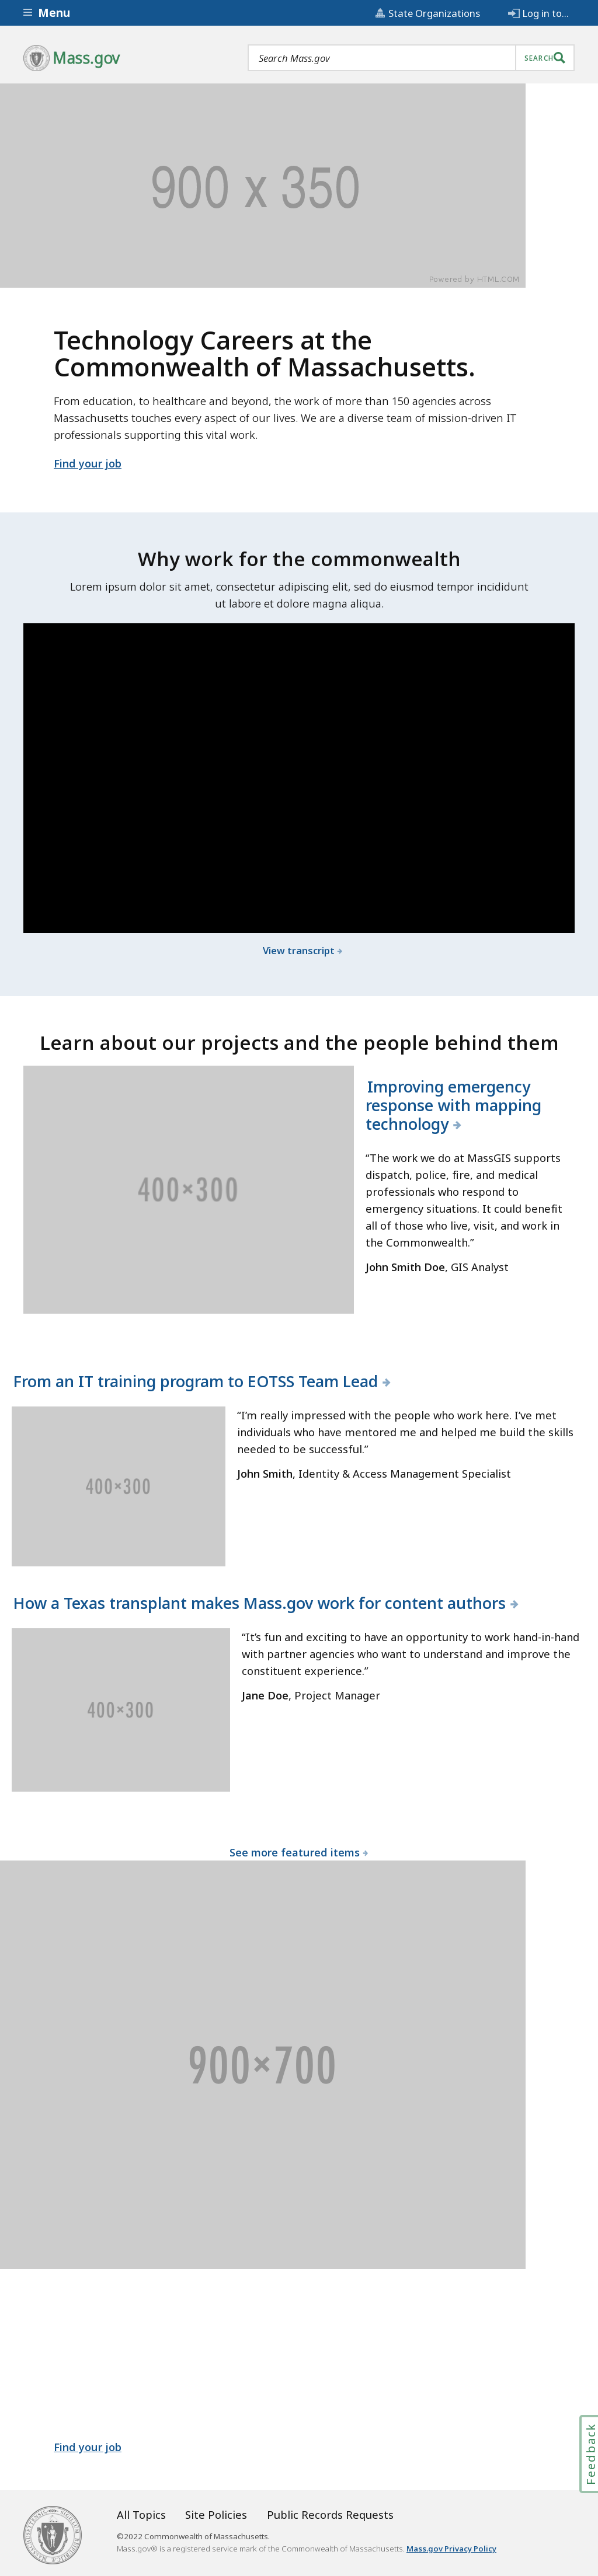 Menu
State Organizations
Log in to...
Mass.gov
Search Mass.gov
SEARCH
900 x 350
Powered by HTML.COM
Technology Careers at the
Commonwealth of Massachusetts.
From education, to healthcare and beyond, the work of more than 150 agencies across
Massachusetts touches every aspect of our lives. We are a diverse team of mission-driven IT
professionals supporting this vital work.
Find your job
Why work for the commonwealth
Lorem ipsum dolor sit amet, consectetur adipiscing elit, sed do eiusmod tempor incididunt
ut labore et dolore magna aliqua.
View transcript
Learn about our projects and the people behind them
400×300
Improving emergency
response with mapping
technology
“The work we do at MassGIS supports
dispatch, police, fire, and medical
professionals who respond to
emergency situations. It could benefit
all of those who live, visit, and work in
the Commonwealth.”
John Smith Doe, GIS Analyst
From an IT training program to EOTSS Team Lead
400×300
“I’m really impressed with the people who work here. I’ve met
individuals who have mentored me and helped me build the skills
needed to be successful.”
John Smith, Identity & Access Management Specialist
How a Texas transplant makes Mass.gov work for content authors
400×300
“It’s fun and exciting to have an opportunity to work hand-in-hand
with partner agencies who want to understand and improve the
constituent experience.”
Jane Doe, Project Manager
See more featured items
900×700
Find your job
Feedback
All Topics
Site Policies
Public Records Requests
©2022 Commonwealth of Massachusetts.
Mass.gov® is a registered service mark of the Commonwealth of Massachusetts. Mass.gov Privacy Policy